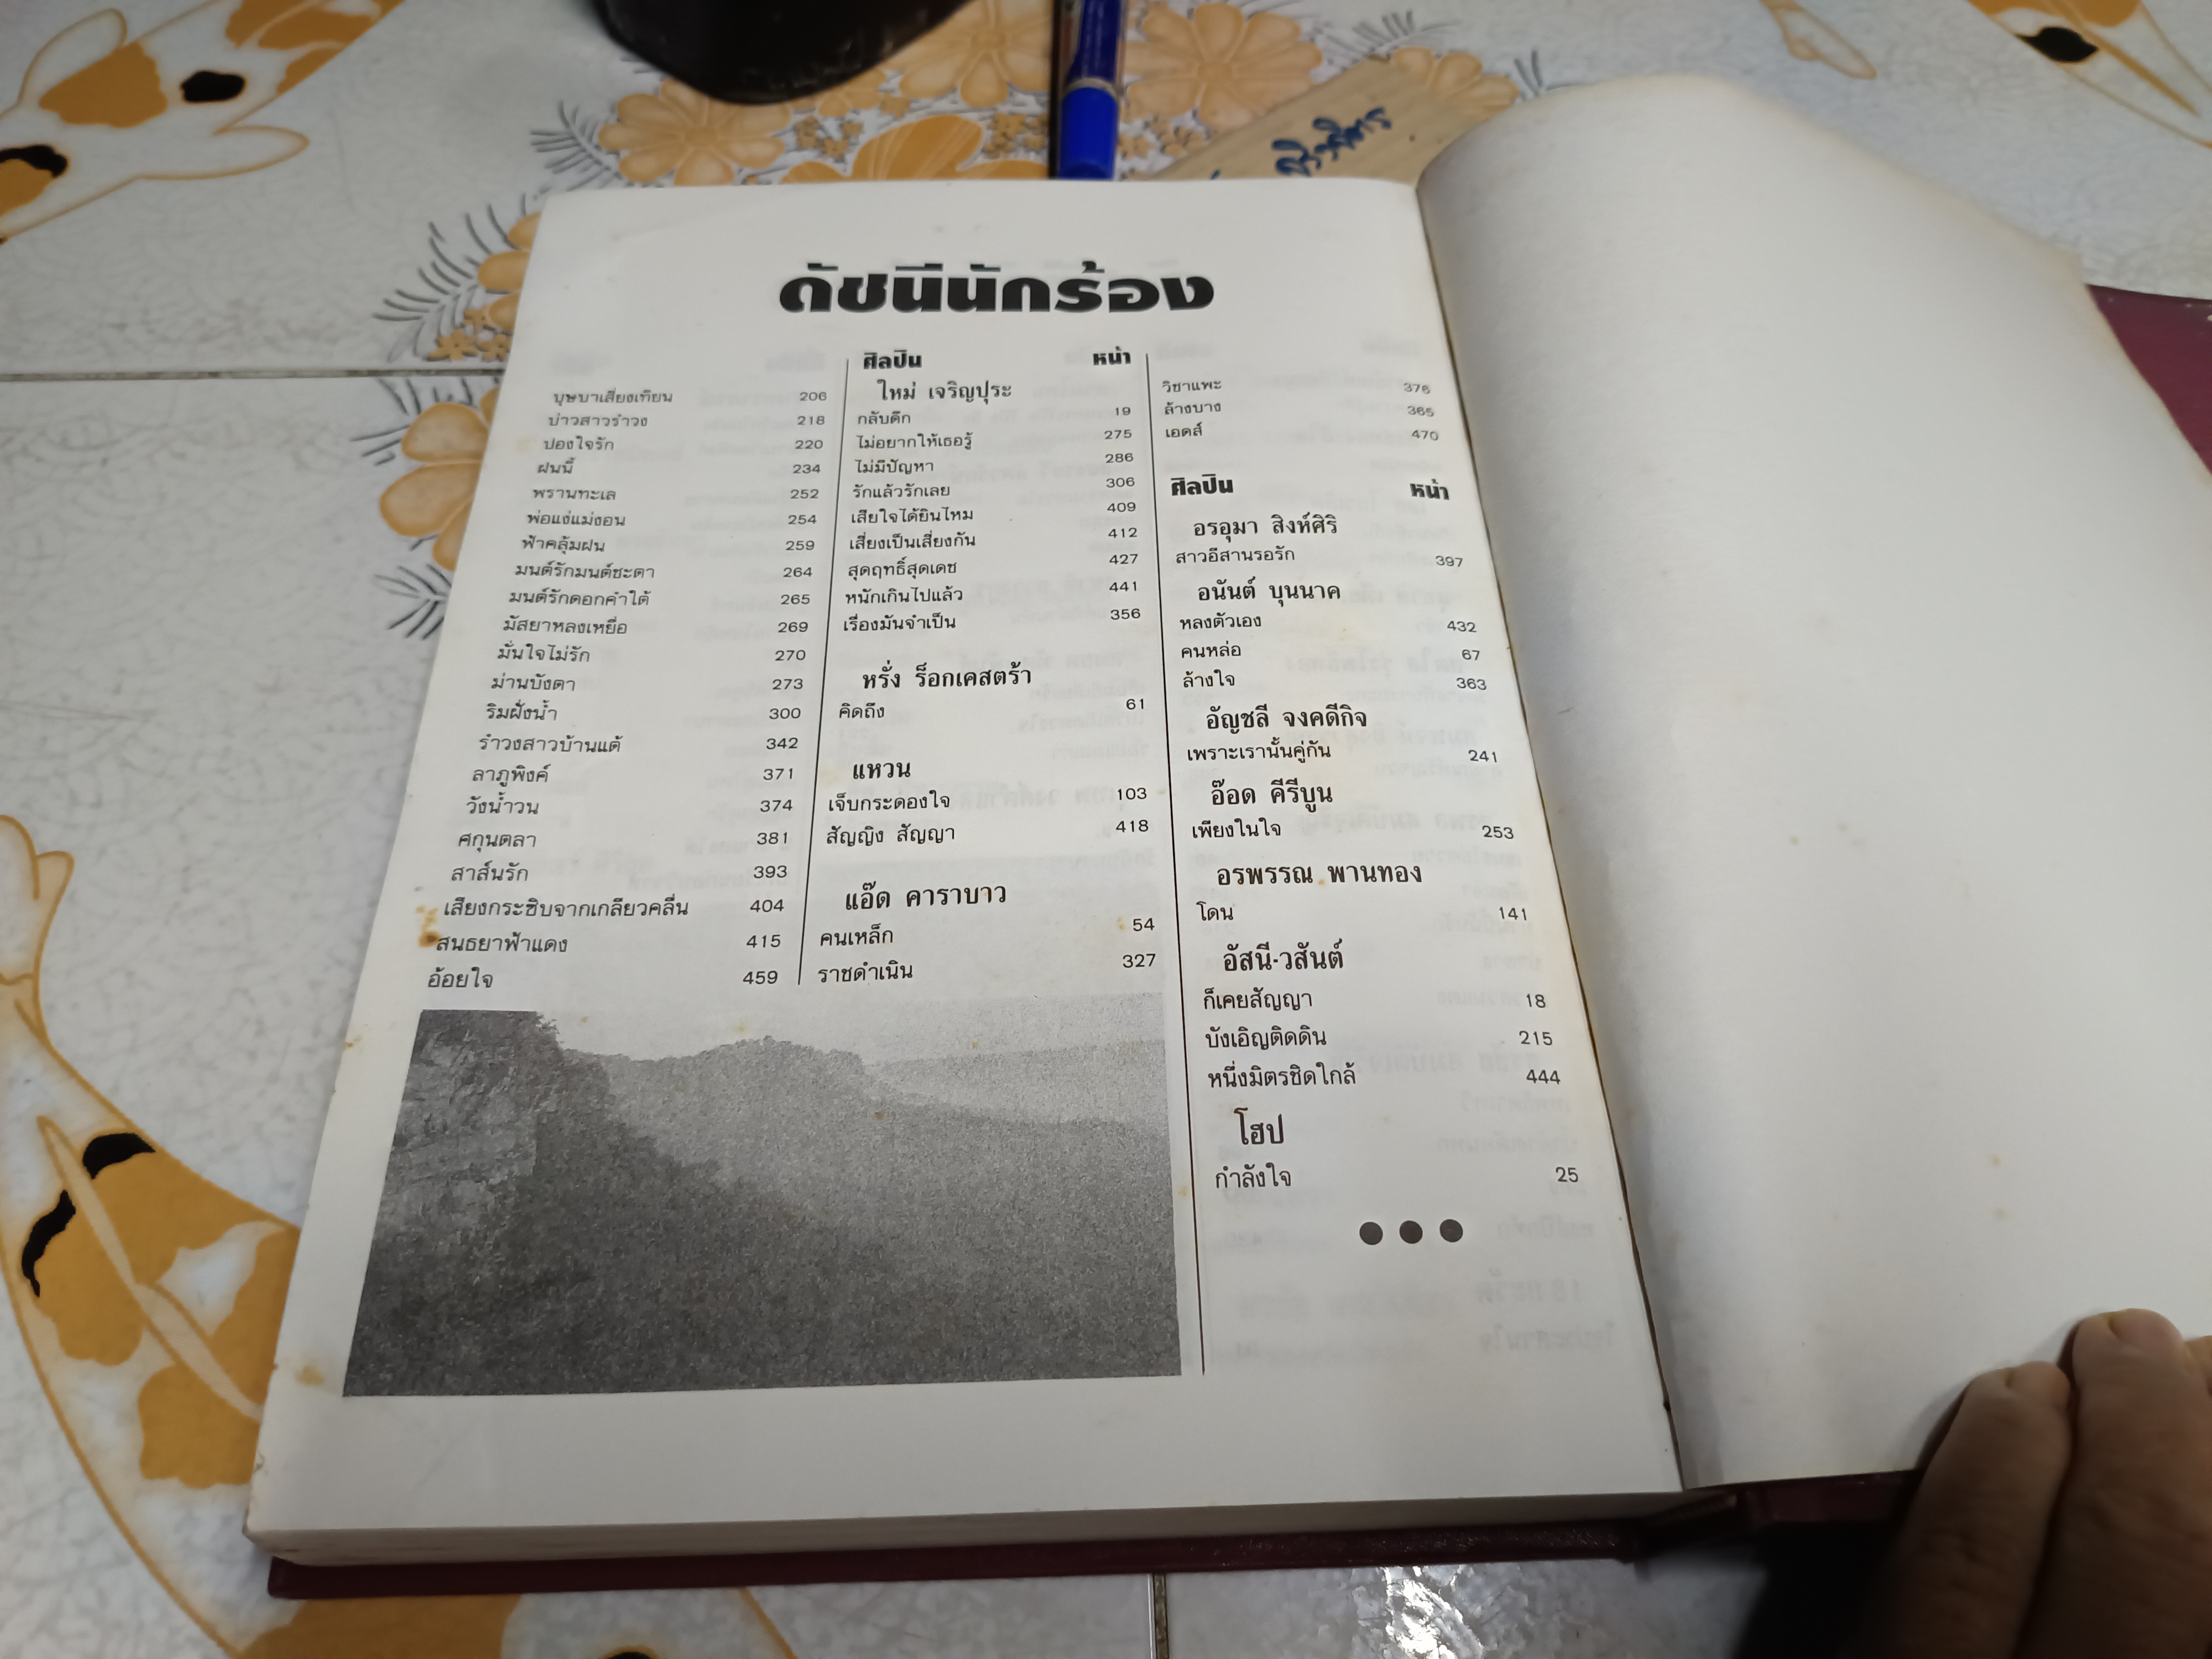 ดัชนีนักร้อง
บุษบาเสี่ยงเทียน 206
บ่าวสาวรำวง 218
ปองใจรัก 220
ฝนนี้ 234
พรานทะเล 252
พ่อแง่แม่งอน 254
ฟ้าคลุ้มฝน 259
มนต์รักมนต์ชะตา 264
มนต์รักดอกคำใต้ 265
มัสยาหลงเหยื่อ 269
มั่นใจไม่รัก 270
ม่านบังตา 273
ริมฝั่งน้ำ 300
รำวงสาวบ้านแต้ 342
ลาภูพิงค์ 371
วังน้ำวน 374
ศกุนตลา 381
สาส์นรัก 393
เสียงกระซิบจากเกลียวคลื่น 404
สนธยาฟ้าแดง 415
อ้อยใจ 459
ศิลปิน หน้า
ใหม่ เจริญปุระ
กลับดึก 19
ไม่อยากให้เธอรู้ 275
ไม่มีปัญหา 286
รักแล้วรักเลย 306
เสียใจได้ยินไหม 409
เสี่ยงเป็นเสี่ยงกัน 412
สุดฤทธิ์สุดเดช 427
หนักเกินไปแล้ว 441
เรื่องมันจำเป็น 356
หรั่ง ร็อกเคสตร้า
คิดถึง 61
แหวน
เจ็บกระดองใจ 103
สัญญิง สัญญา 418
แอ๊ด คาราบาว
คนเหล็ก 54
ราชดำเนิน 327
วิชาแพะ 376
ล้างบาง 365
เอดส์ 470
ศิลปิน หน้า
อรอุมา สิงห์ศิริ
สาวอีสานรอรัก 397
อนันต์ บุนนาค
หลงตัวเอง 432
คนหล่อ 67
ล้างใจ 363
อัญชลี จงคดีกิจ
เพราะเรานั้นคู่กัน 241
อ๊อด คีรีบูน
เพียงในใจ 253
อรพรรณ พานทอง
โดน 141
อัสนี-วสันต์
ก็เคยสัญญา 18
บังเอิญติดดิน 215
หนึ่งมิตรชิดใกล้ 444
โฮป
กำลังใจ 25